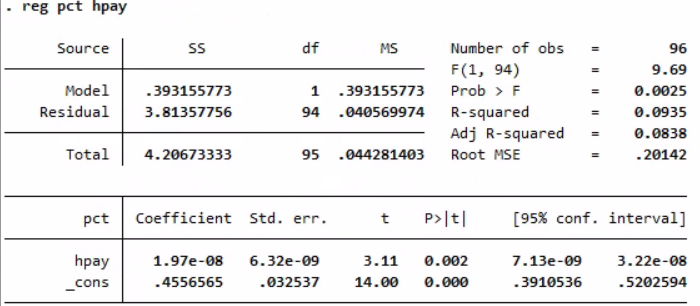 . reg pct hpay
Source SS df MS Number of obs = 96
F(1, 94) = 9.69
Model .393155773 1 .393155773 Prob > F = 0.0025
Residual 3.81357756 94 .040569974 R-squared = 0.0935
Adj R-squared = 0.0838
Total 4.20673333 95 .044281403 Root MSE = .20142
pct Coefficient Std. err. t P>|t| [95% conf. interval]
hpay 1.97e-08 6.32e-09 3.11 0.002 7.13e-09 3.22e-08
_cons .4556565 .032537 14.00 0.000 .3910536 .5202594